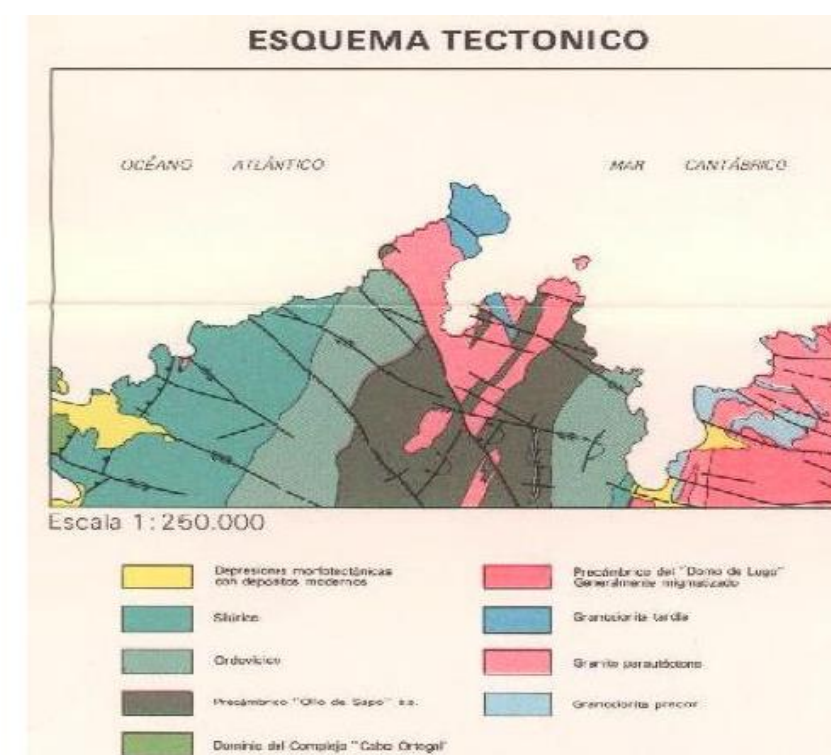 ESQUEMA TECTONICO
OCÉANO ATLÁNTICO
MAR CANTÁBRICO
Escala 1:250.000
Depresiones morfotectónicas
con depósitos modernos
Silúrico
Ordovícico
Precámbrico "Ollo de Sapo" s.s.
Dominio del Complejo "Cabo Ortegal"
Precámbrico del "Domo de Lugo"
Generalmente migmatizado
Granodiorita tardía
Granito parautóctono
Granodiorita precoz